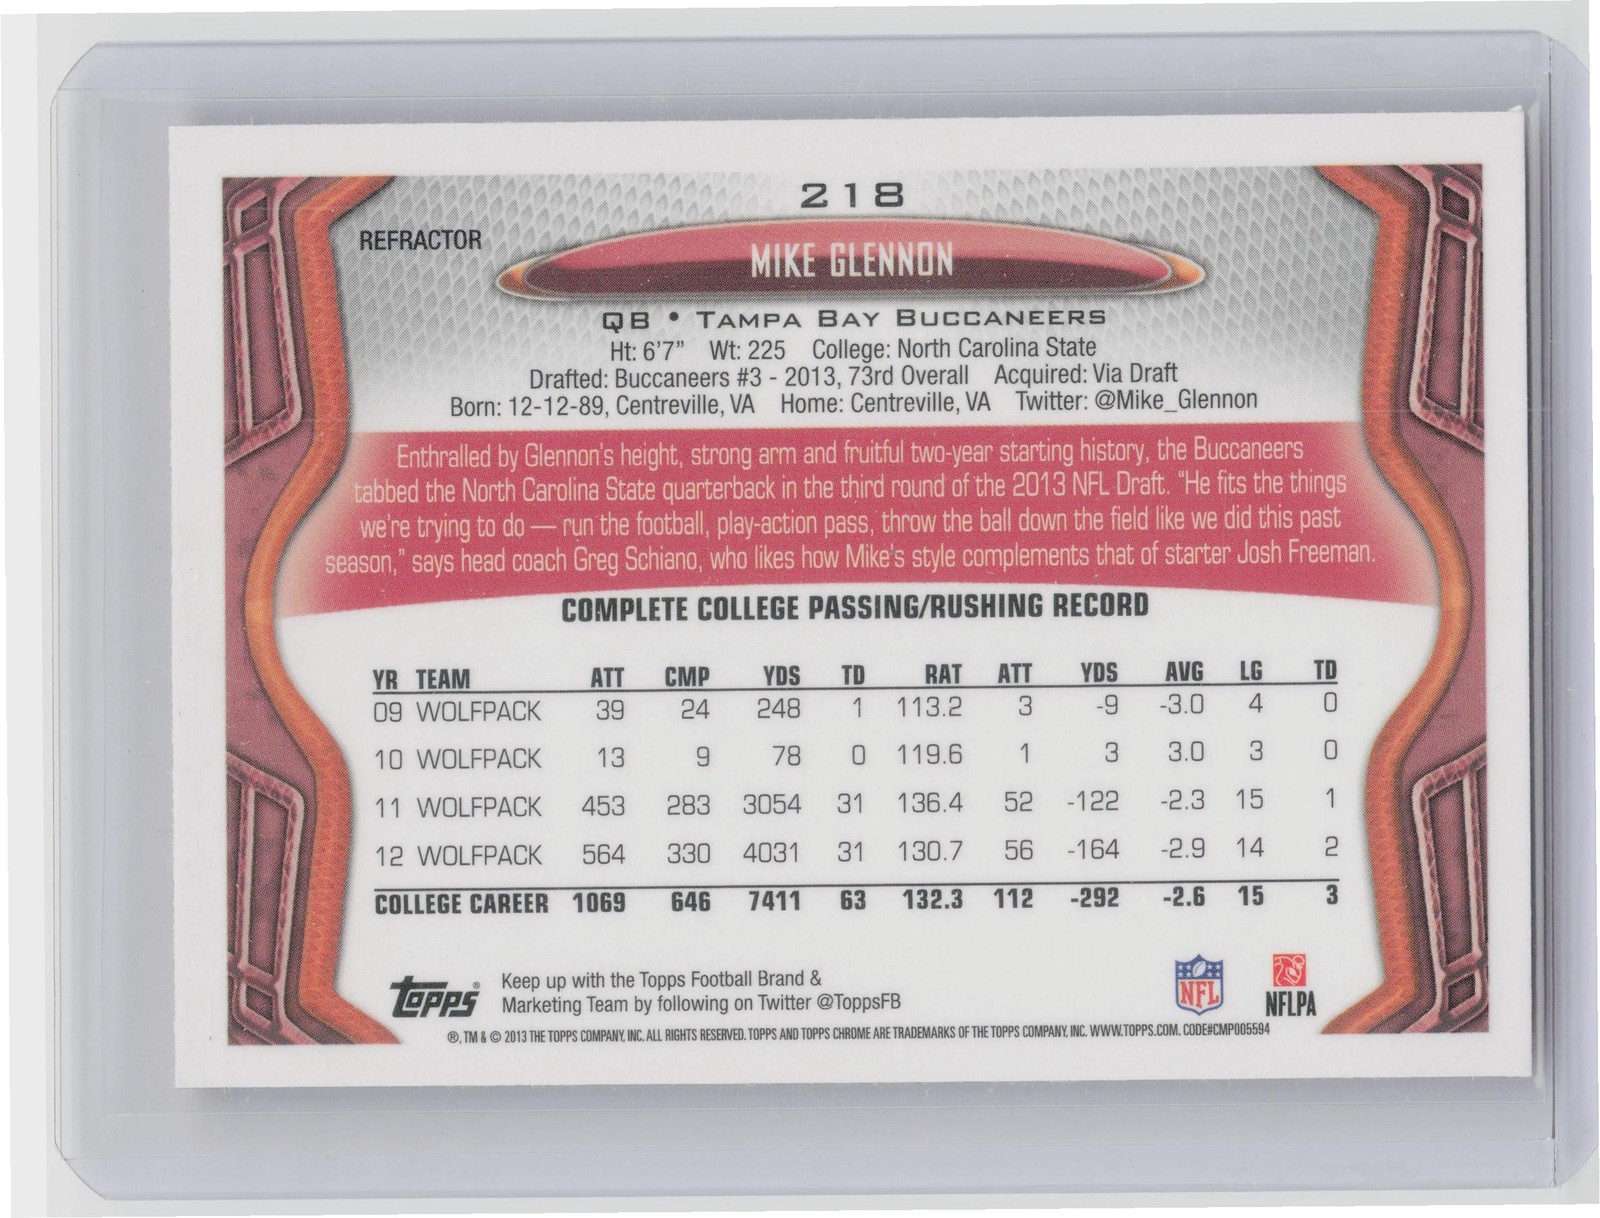 218
REFRACTOR
MIKE GLENNON
QB • TAMPA BAY BUCCANEERS
Ht: 6'7" Wt: 225 College: North Carolina State
Drafted: Buccaneers #3 - 2013, 73rd Overall Acquired: Via Draft
Born: 12-12-89, Centreville, VA Home: Centreville, VA Twitter: @Mike_Glennon
Enthralled by Glennon's height, strong arm and fruitful two-year starting history, the Buccaneers
tabbed the North Carolina State quarterback in the third round of the 2013 NFL Draft. "He fits the things
we're trying to do — run the football, play-action pass, throw the ball down the field like we did this past
season," says head coach Greg Schiano, who likes how Mike's style complements that of starter Josh Freeman.
COMPLETE COLLEGE PASSING/RUSHING RECORD
YR TEAM ATT CMP YDS TD RAT ATT YDS AVG LG TD
09 WOLFPACK 39 24 248 1 113.2 3 -9 -3.0 4 0
10 WOLFPACK 13 9 78 0 119.6 1 3 3.0 3 0
11 WOLFPACK 453 283 3054 31 136.4 52 -122 -2.3 15 1
12 WOLFPACK 564 330 4031 31 130.7 56 -164 -2.9 14 2
COLLEGE CAREER 1069 646 7411 63 132.3 112 -292 -2.6 15 3
topps® Keep up with the Topps Football Brand &
Marketing Team by following on Twitter @ToppsFB
NFL
NFLPA
®, TM & © 2013 THE TOPPS COMPANY, INC. ALL RIGHTS RESERVED. TOPPS AND TOPPS CHROME ARE TRADEMARKS OF THE TOPPS COMPANY, INC. WWW.TOPPS.COM. CODE#CMP005594